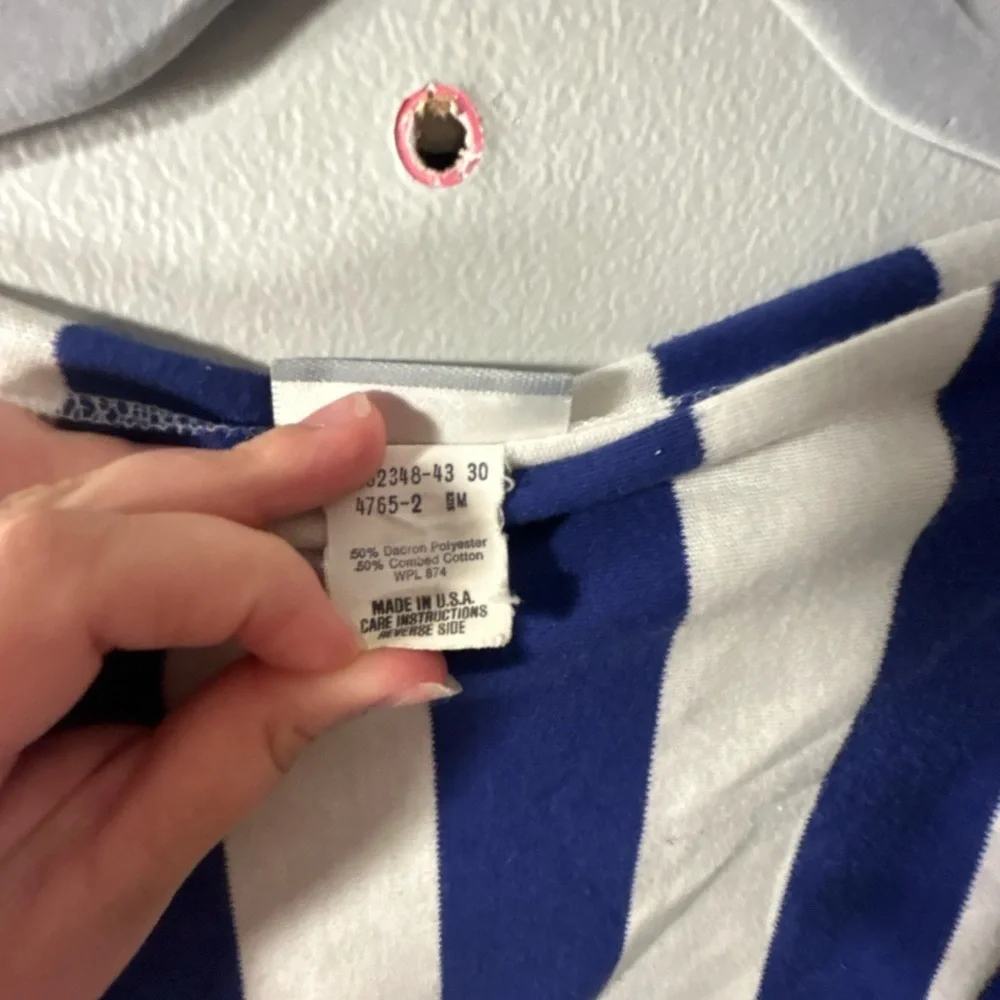 2348-43 30
4765-2
50% Dacron Polyester
50% Combed Cotton
WPL 874
MADE IN U.S.A.
CARE INSTRUCTIONS
REVERSE SIDE